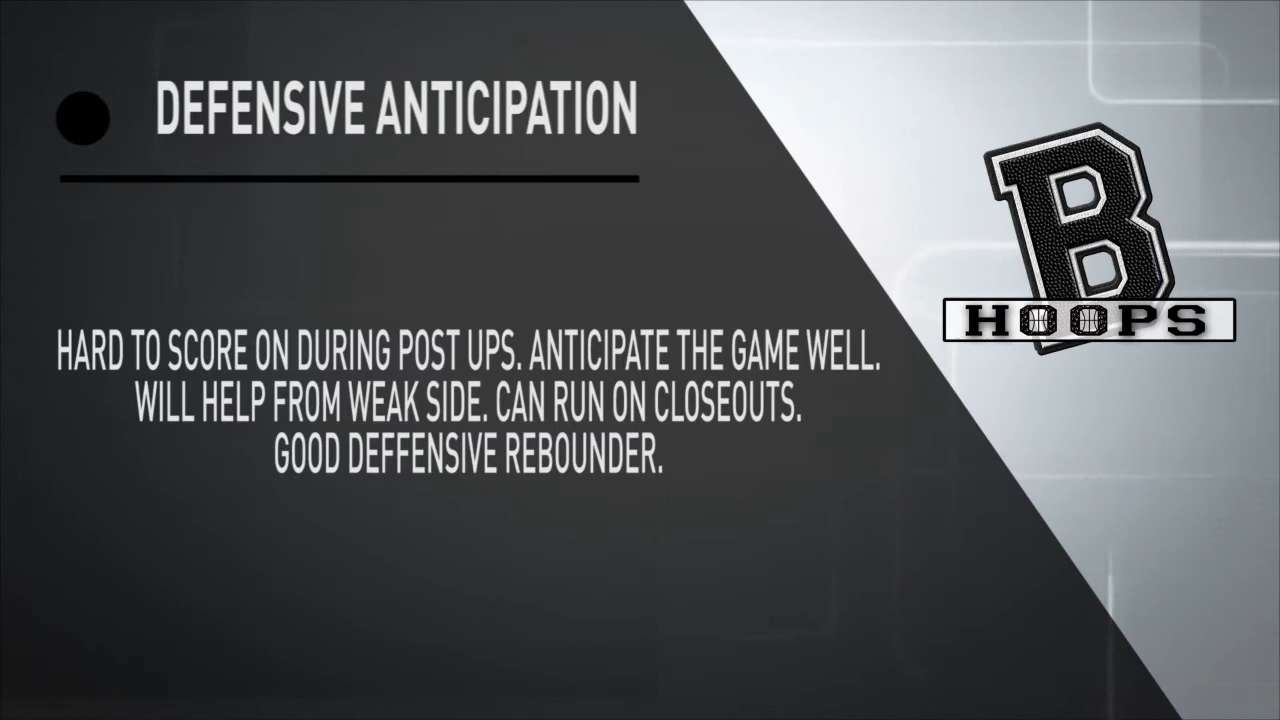 DEFENSIVE ANTICIPATION
HARD TO SCORE ON DURING POST UPS. ANTICIPATE THE GAME WELL.
WILL HELP FROM WEAK SIDE. CAN RUN ON CLOSEOUTS.
GOOD DEFFENSIVE REBOUNDER.
B
HOOPS